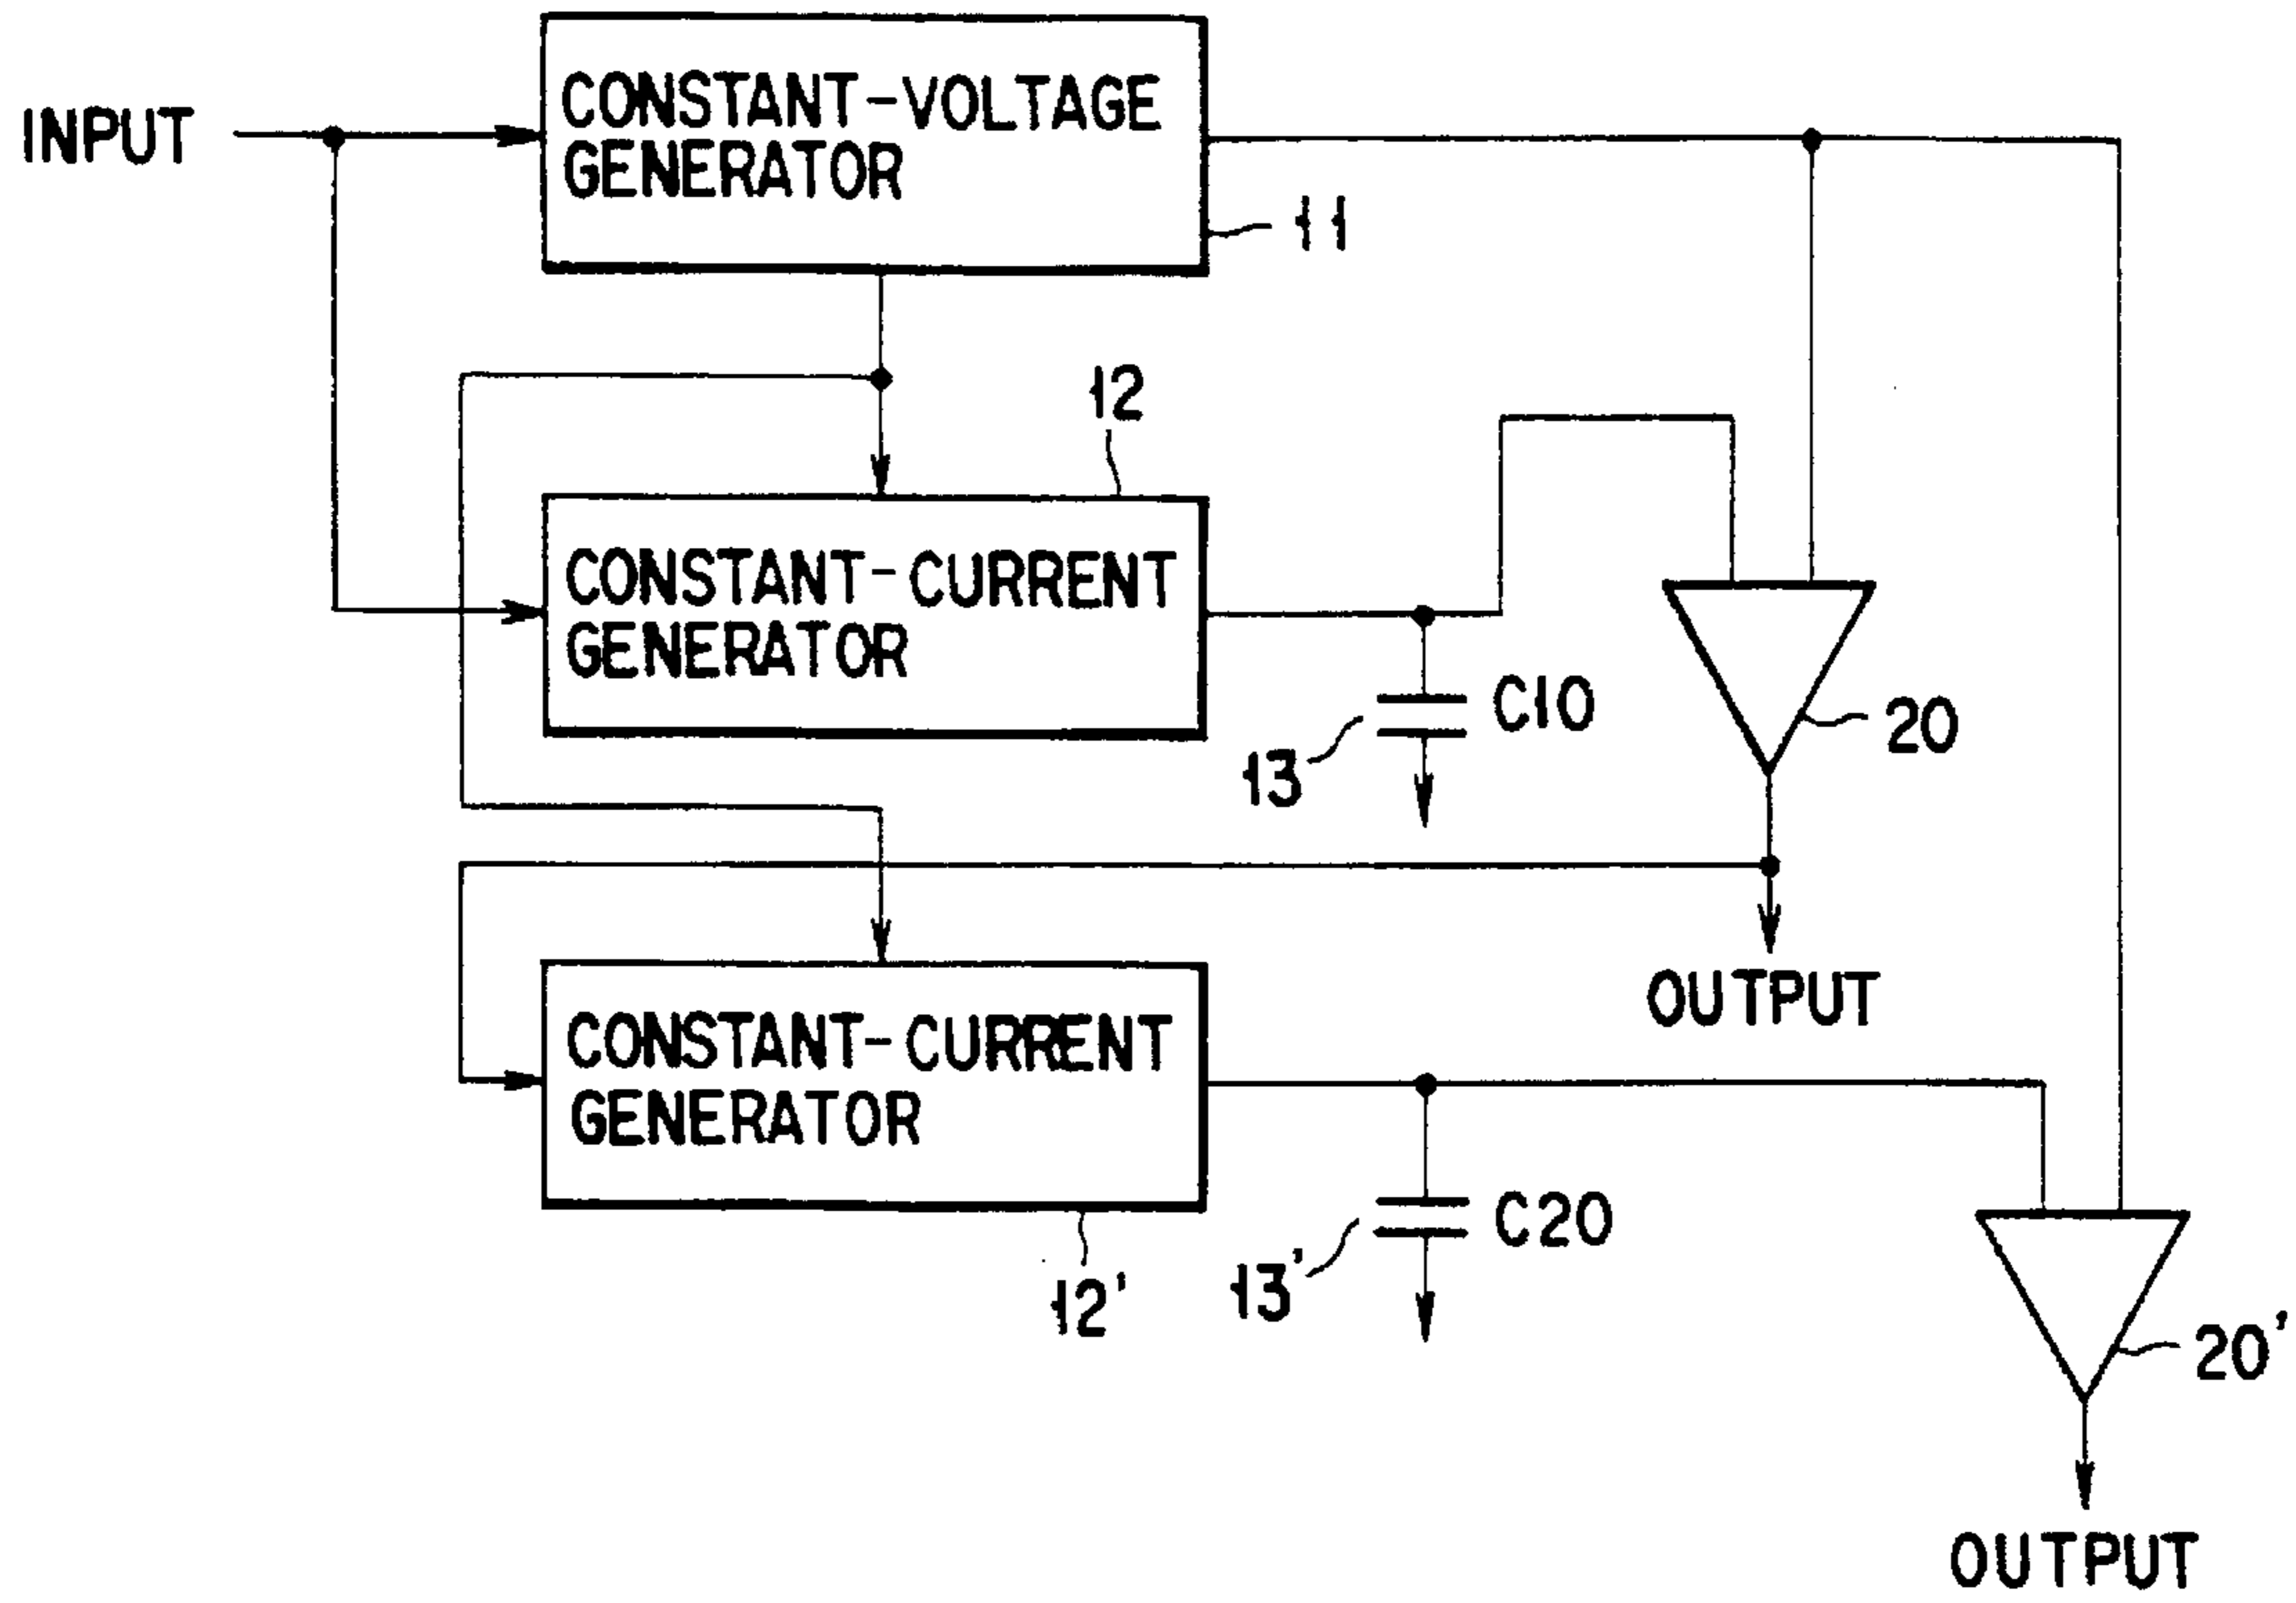 INPUT
CONSTANT-VOLTAGE
GENERATOR
11
12
CONSTANT-CURRENT
GENERATOR
C10
13
20
OUTPUT
CONSTANT-CURRENT
GENERATOR
C20
13'
12'
20'
OUTPUT